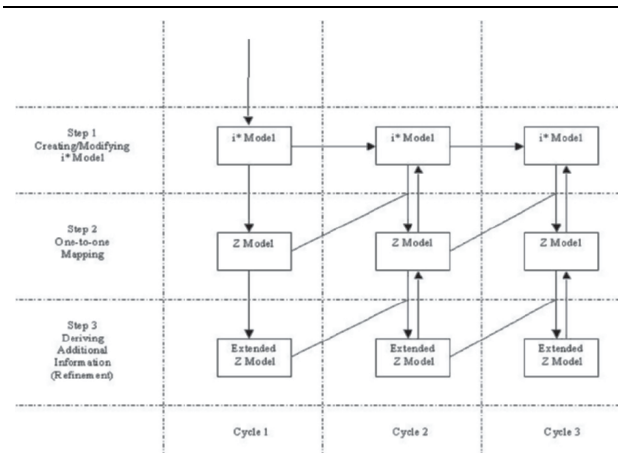 Step 1
Creating/Modifying
i* Model
i* Model
i* Model
i* Model
Step 2
One-to-one
Mapping
Z Model
Z Model
Z Model
Step 3
Deriving
Additional
Information
(Refinement)
Extended
Z Model
Extended
Z Model
Extended
Z Model
Cycle 1
Cycle 2
Cycle 3